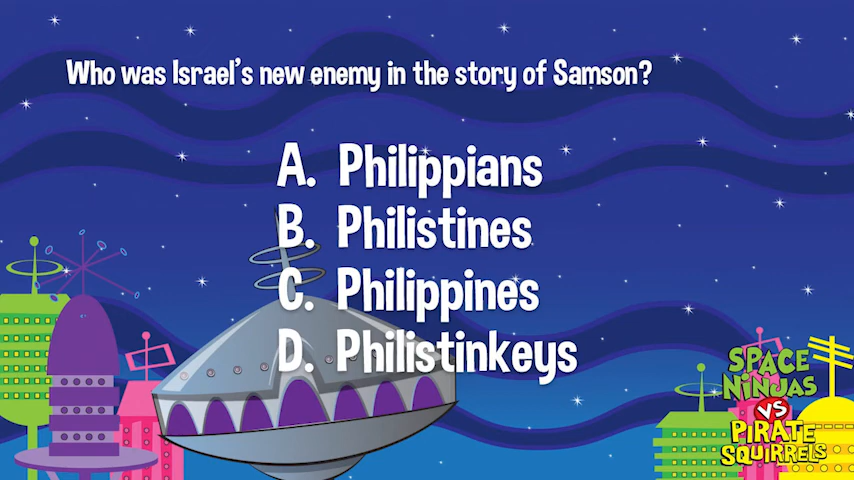 Who was Israel's new enemy in the story of Samson?
A. Philippians
B. Philistines
C. Philippines
D. Philistinkeys
SPACE
NiNJAS
VS
PiRATE
SQUiRRELS